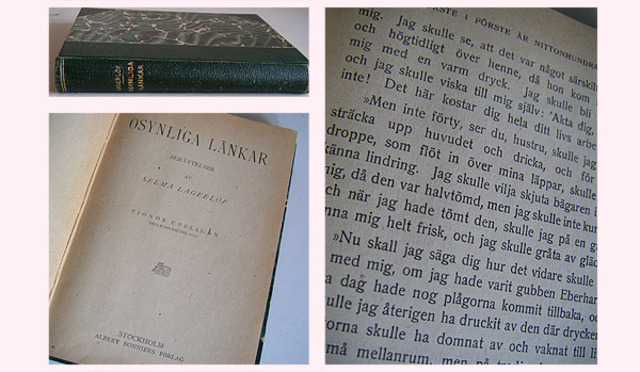 LAGERLÖF
OSYNLIGA
LÄNKAR
OSYNLIGA LÄNKAR
BERÄTTELSER
AV
SELMA LAGERLÖF
TIONDE UPPLAGAN
STOCKHOLM
ALBERT BONNIERS FÖRLAG
I FÖRSTE ÅR NITTONHUNDRA
mig. Jag skulle se, att det var något särskilt
och högtidligt över henne, då hon kom
mig med en varm dryck. Jag skulle bli
och jag skulle viska till mig själv: 'Akta dig,
inte! Det här kostar dig hela ditt livs arbe
»Men inte förty, ser du, hustru, skulle jag
sträcka upp huvudet och dricka, och för
droppe, som flöt in över mina läppar, skulle
känna lindring. Jag skulle vilja skjuta bägaren i
mig, då den var halvtömd, men jag skulle inte kun
och när jag hade tömt den, skulle jag på en g
nna mig helt frisk, och jag skulle gråta av gläd
»Nu skall jag säga dig hur det vidare skulle
med mig, om jag hade varit gubben Eberhar
a dag hade nog plågorna kommit tillbaka, och
ulle jag återigen ha druckit av den där drycken
orna skulle ha domnat av och vaknat till li
må mellanrum, men på